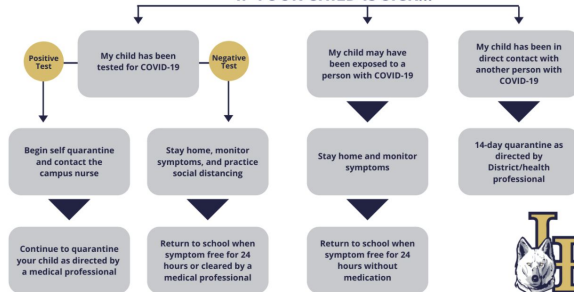 My child has been
tested for COVID-19
Positive
Test
Negative
Test
My child may have
been exposed to a
person with COVID-19
My child has been in
direct contact with
another person with
COVID-19
Begin self quarantine
and contact the
campus nurse
Stay home, monitor
symptoms, and practice
social distancing
Stay home and monitor
symptoms
14-day quarantine as
directed by
District/health
professional
Continue to quarantine
your child as directed by
a medical professional
Return to school when
symptom free for 24
hours or cleared by a
medical professional
Return to school when
symptom free for 24
hours without
medication